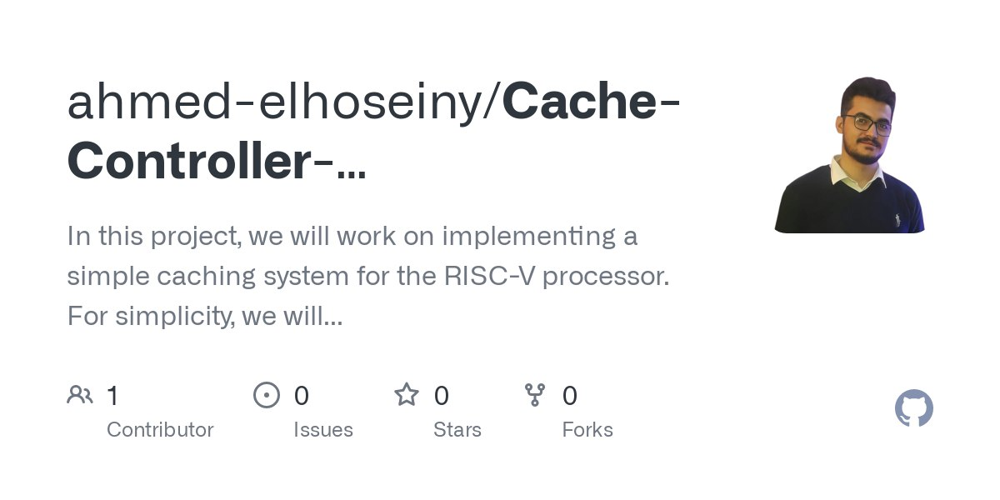 ahmed-elhoseiny/Cache-
Controller-...
In this project, we will work on implementing a
simple caching system for the RISC-V processor.
For simplicity, we will...
1 0 0 0
Contributor Issues Stars Forks